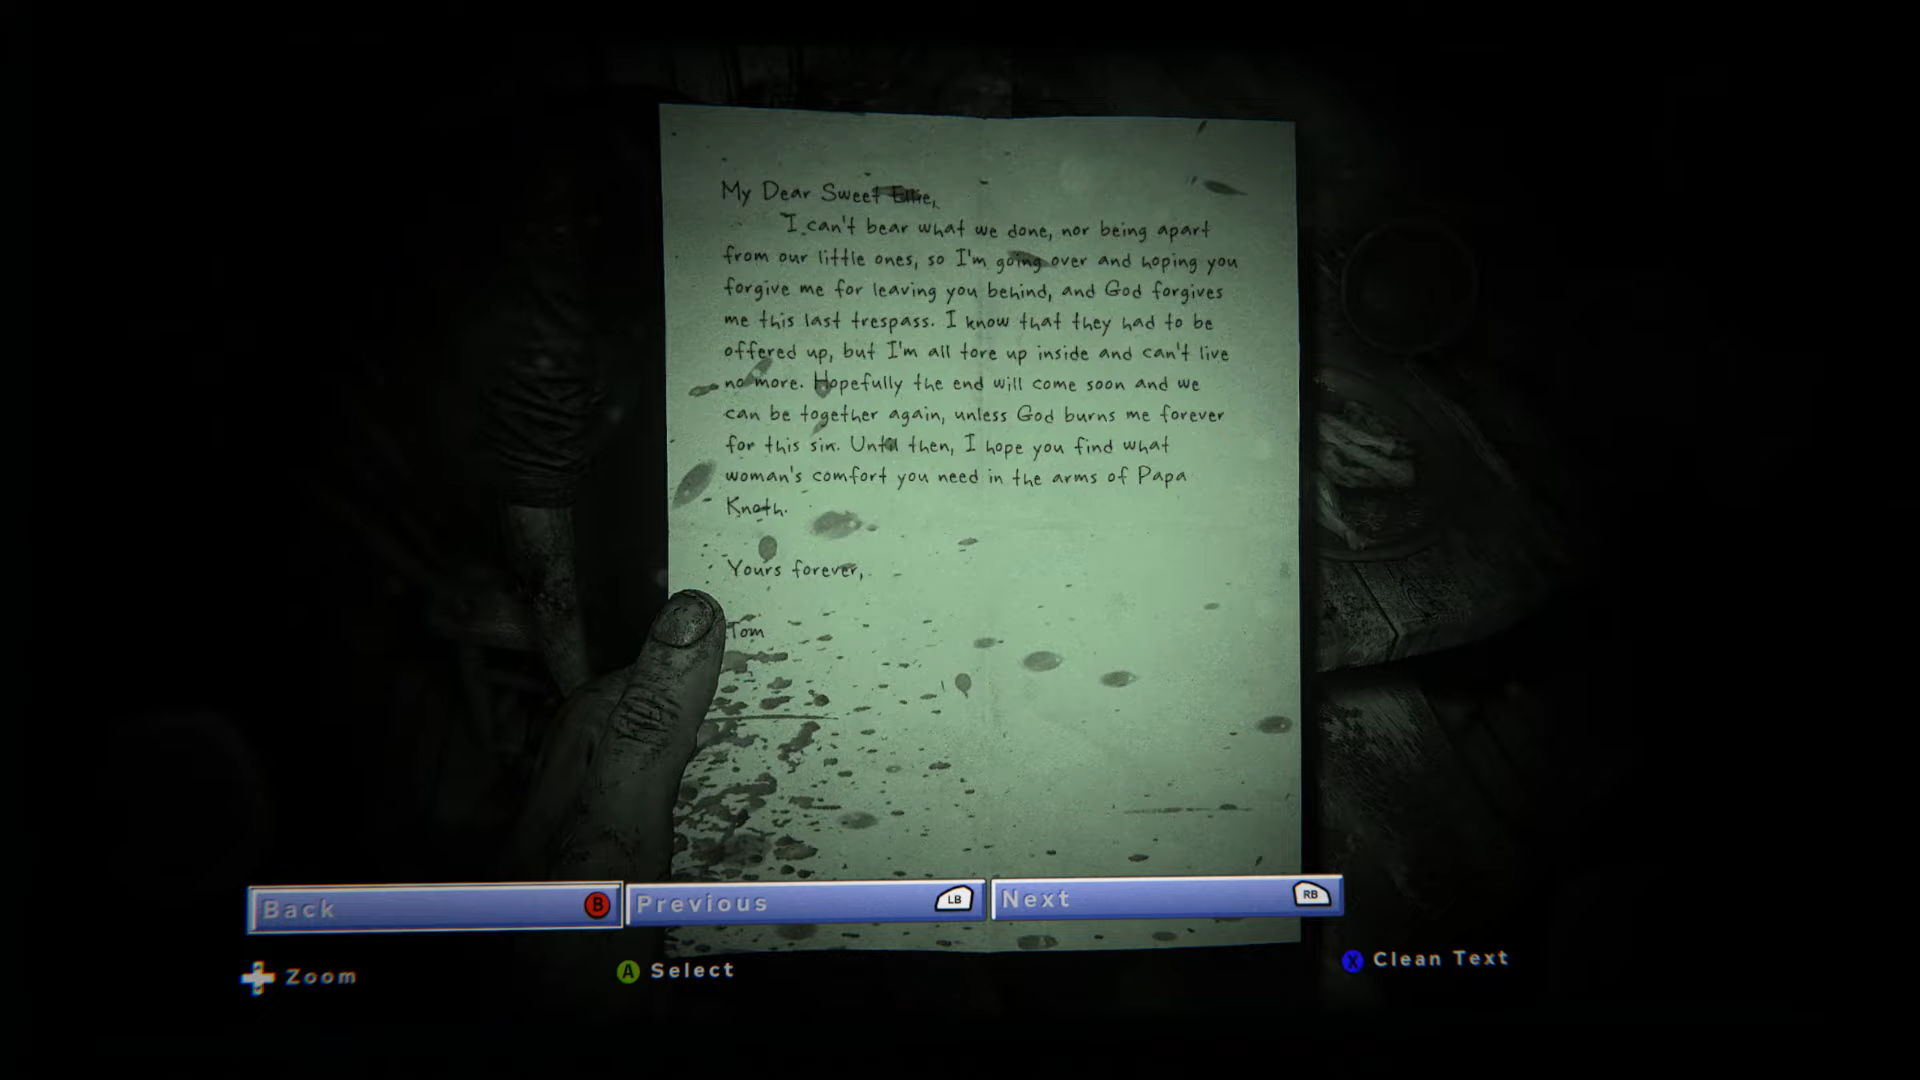 My Dear Sweet Ellie,
I can't bear what we done, nor being apart
from our little ones, so I'm going over and hoping you
forgive me for leaving you behind, and God forgives
me this last trespass. I know that they had to be
offered up, but I'm all tore up inside and can't live
no more. Hopefully the end will come soon and we
can be together again, unless God burns me forever
for this sin. Until then, I hope you find what
woman's comfort you need in the arms of Papa
Knoth.
Yours forever,
Tom
Back B Previous LB Next RB
Zoom A Select X Clean Text